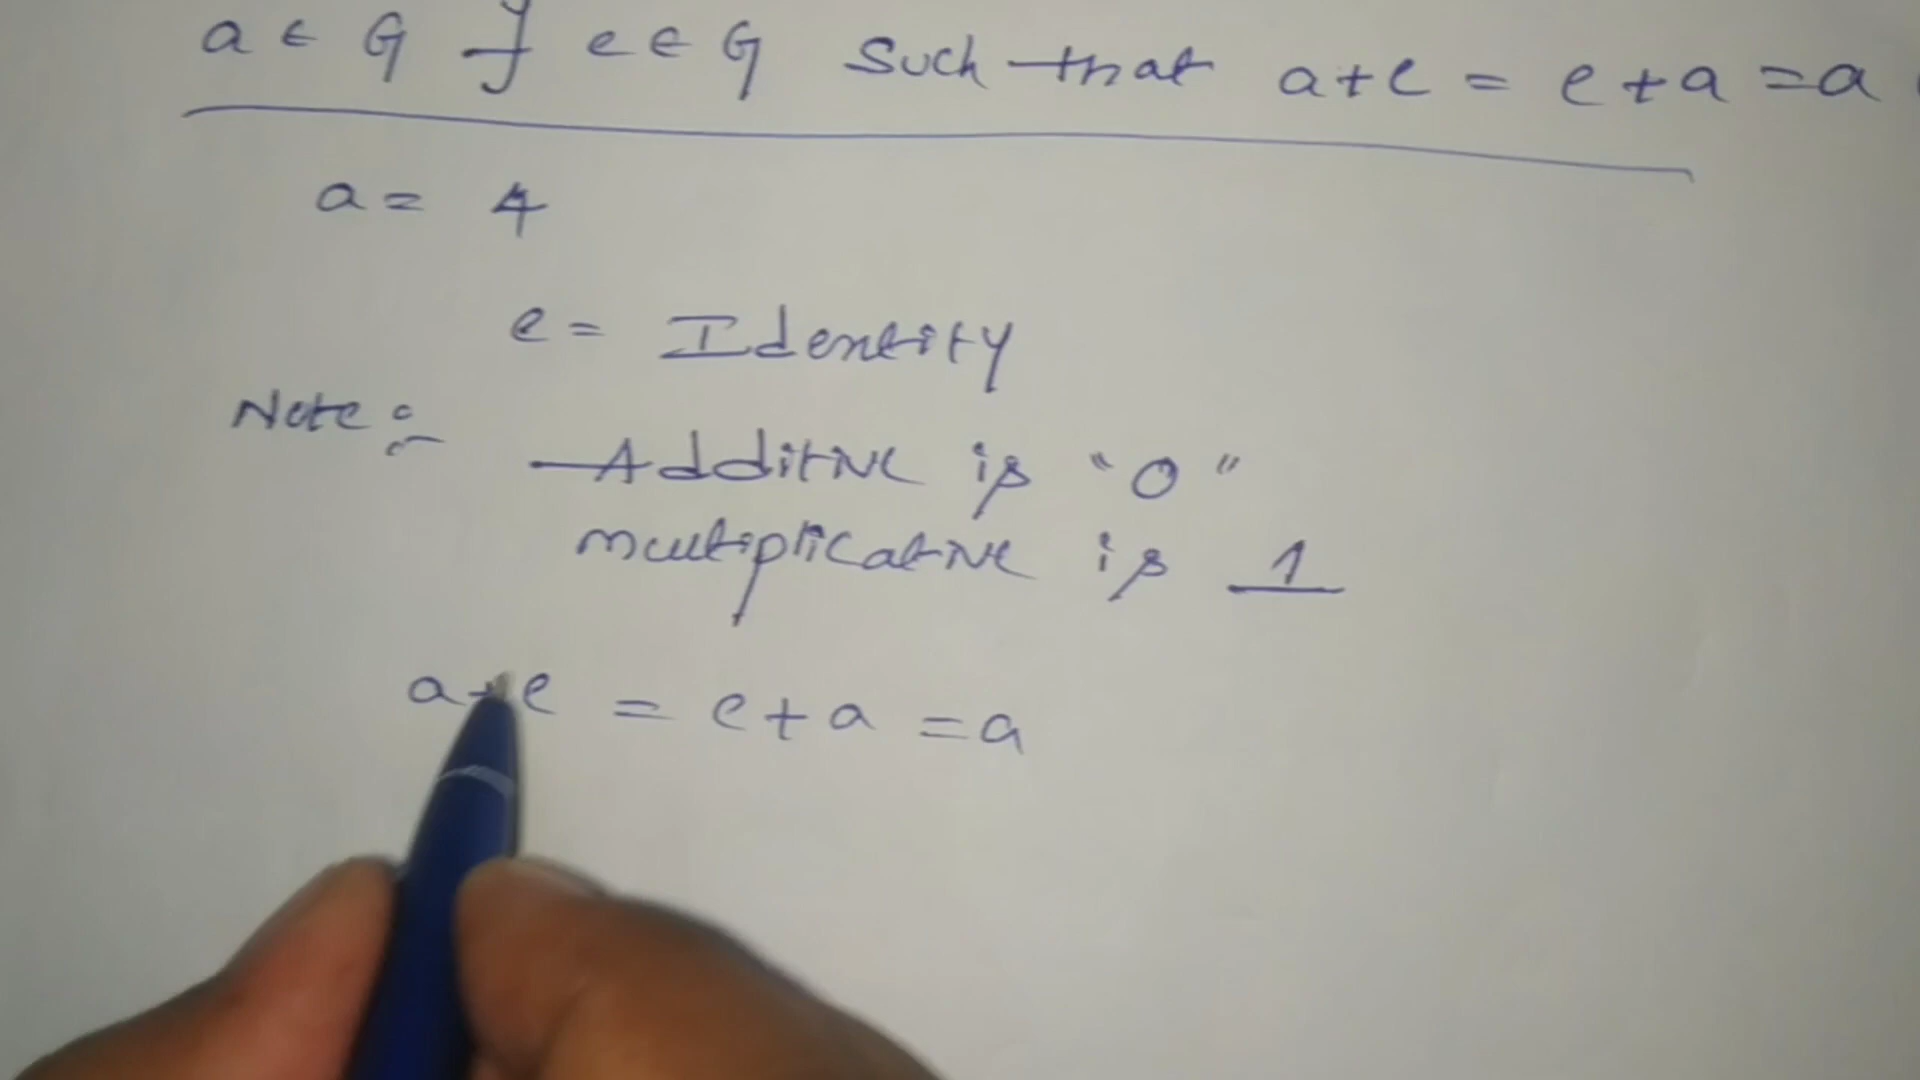 a ∈ G ∃ e ∈ G Such that a+e = e+a = a
a = 4
e = Identity
Note :-
Additive is "0"
multiplicative is 1
a+e = e+a = a